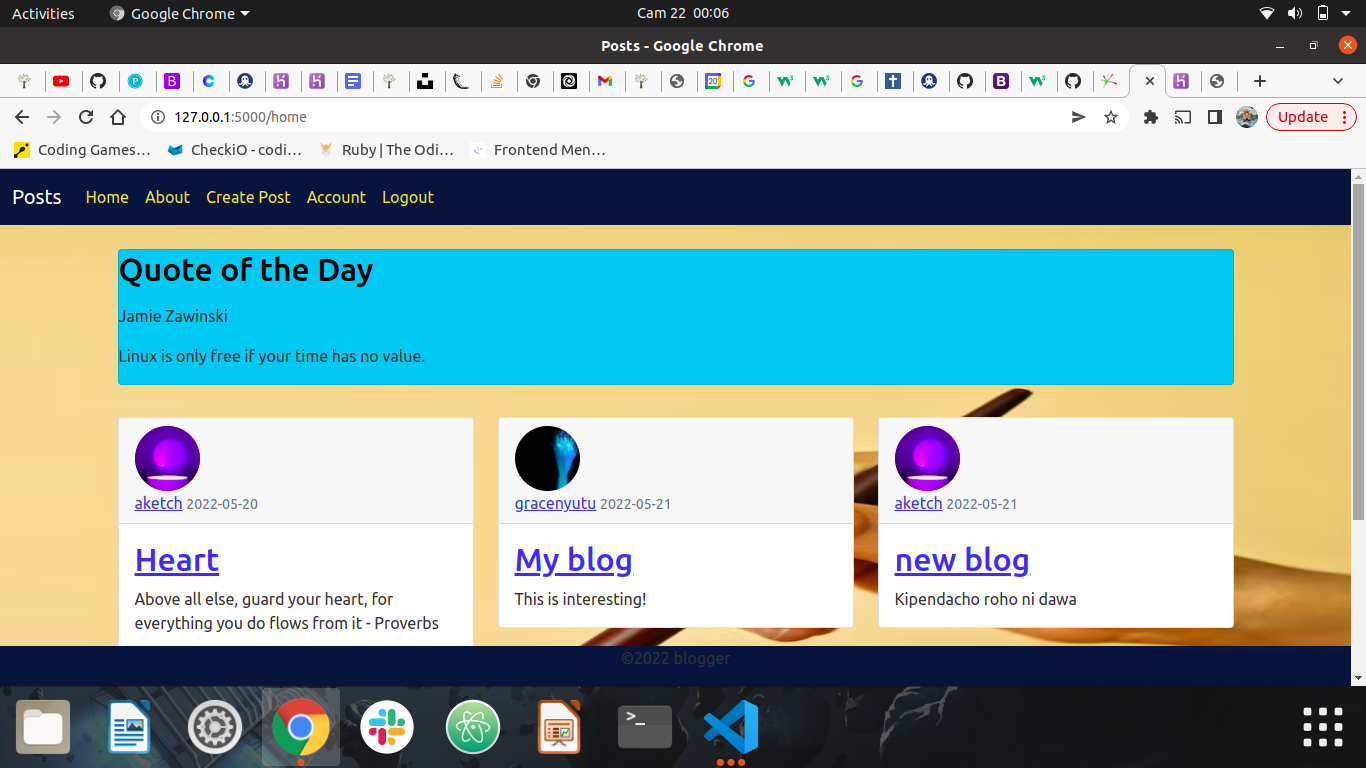 Activities
Google Chrome
Cam 22 00:06
Posts - Google Chrome
127.0.0.1:5000/home
Update
Coding Games…
CheckiO - codi…
Ruby | The Odi…
Frontend Men…
Posts
Home
About
Create Post
Account
Logout
Quote of the Day
Jamie Zawinski
Linux is only free if your time has no value.
aketch 2022-05-20
Heart
Above all else, guard your heart, for
everything you do flows from it - Proverbs
gracenyutu 2022-05-21
My blog
This is interesting!
aketch 2022-05-21
new blog
Kipendacho roho ni dawa
©2022 blogger